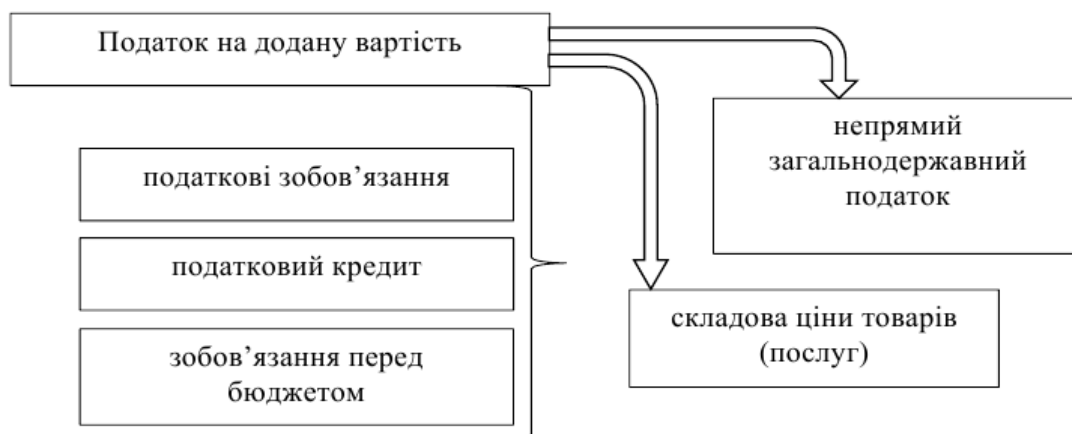 Податок на додану вартість
непрямий
загальнодержавний
податок
податкові зобов’язання
податковий кредит
складова ціни товарів
(послуг)
зобов’язання перед
бюджетом